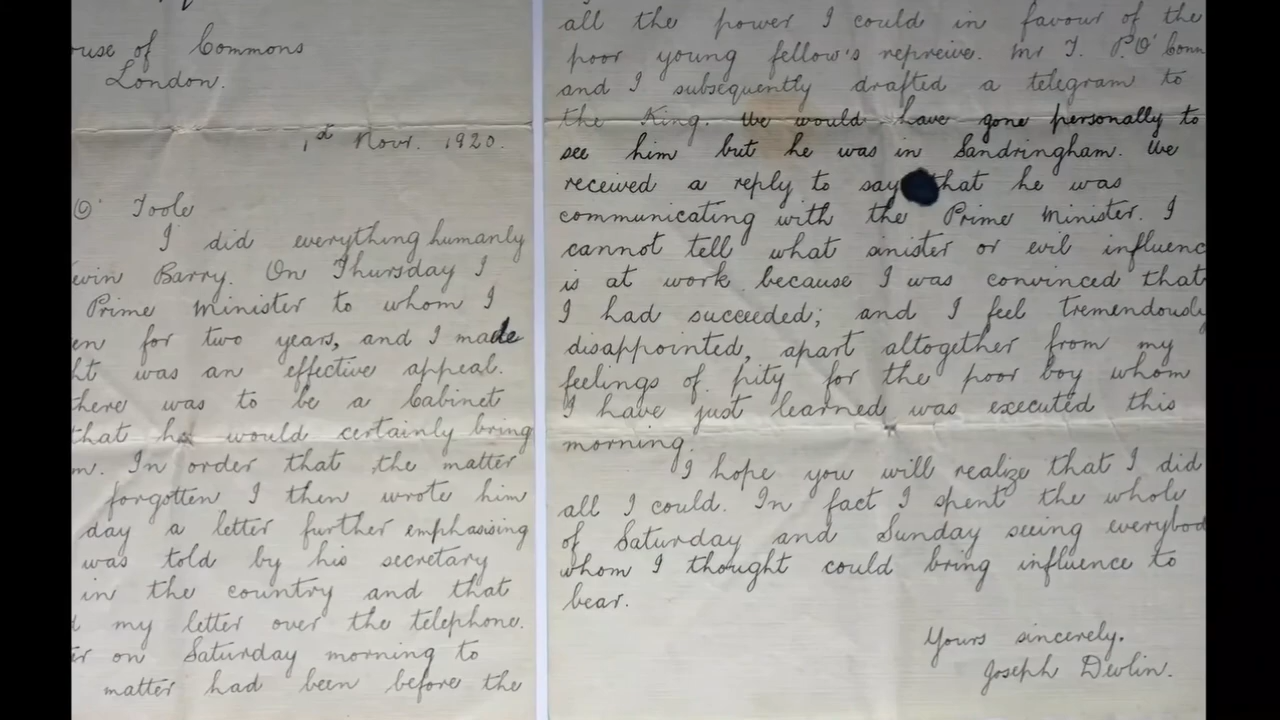 ouse of Commons
London.
1st Novr. 1920.
O' Toole
I did everything humanly
evin Barry. On Thursday I
Prime Minister to whom I
en for two years, and I made
ht was an effective appeal.
there was to be a Cabinet
that he would certainly bring
m. In order that the matter
forgotten I then wrote him
day a letter further emphasising
was told by his secretary
in the country and that
my letter over the telephone.
on Saturday morning to
matter had been before the
all the power I could in favour of the
poor young fellow's repreive. Mr T. P. O' Conn
and I subsequently drafted a telegram to
the King. We would have gone personally to
see him but he was in Sandringham. We
received a reply to say that he was
communicating with the Prime Minister. I
cannot tell what sinister or evil influenc
is at work because I was convinced that
I had succeeded; and I feel tremendously
disappointed, apart altogether from my
feelings of pity for the poor boy whom
I have just learned was executed this
morning.
I hope you will realize that I did
all I could. In fact I spent the whole
of Saturday and Sunday seeing everybod
whom I thought could bring influence to
bear.
Yours sincerely.
Joseph Devlin.